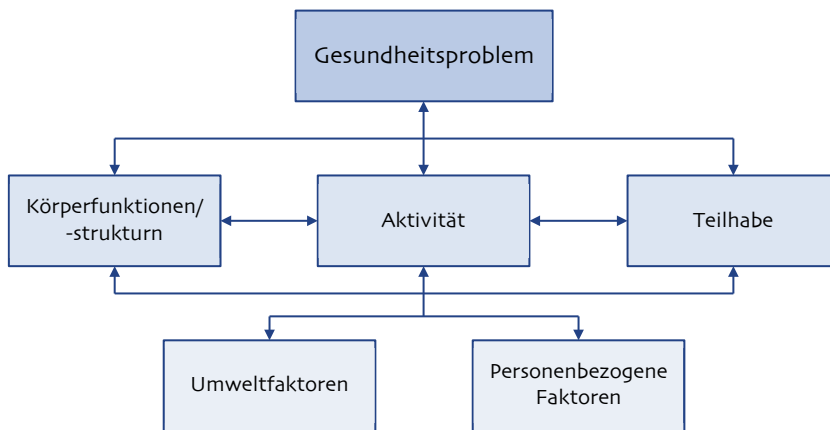 Gesundheitsproblem
Körperfunktionen/
-strukturn
Aktivität
Teilhabe
Umweltfaktoren
Personenbezogene
Faktoren